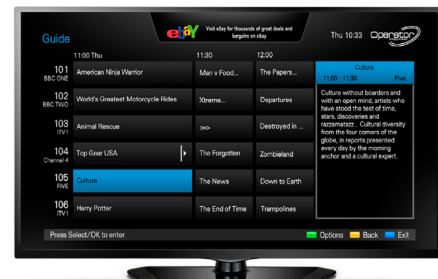 Guide
ebay
Visit eBay for thousands of great deals and bargains on eBay
Thu 10:33
Operator
11:00 Thu
11:30
12:00
101
BBC ONE
American Ninja Warrior
Man v Food...
The Papers...
102
BBC TWO
World's Greatest Motorcycle Rides
Xtreme...
Departures
103
ITV1
Animal Rescue
>>>
Destroyed in ...
104
Channel 4
Top Gear USA
The Forgotten
Zombieland
105
FIVE
Culture
The News
Down to Earth
106
ITV1
Harry Potter
The End of Time
Trampolines
Culture
11:00 - 11:30
Five
Culture without boarders and
with an open mind, artists who
have stood the test of time,
stars, discoveries and
razzamatazz. . Cultural diversity
from the four corners of the
globe, in reports presented
every day by the morning
anchor and a cultural expert.
Press Select/OK to enter
Options
Back
Exit